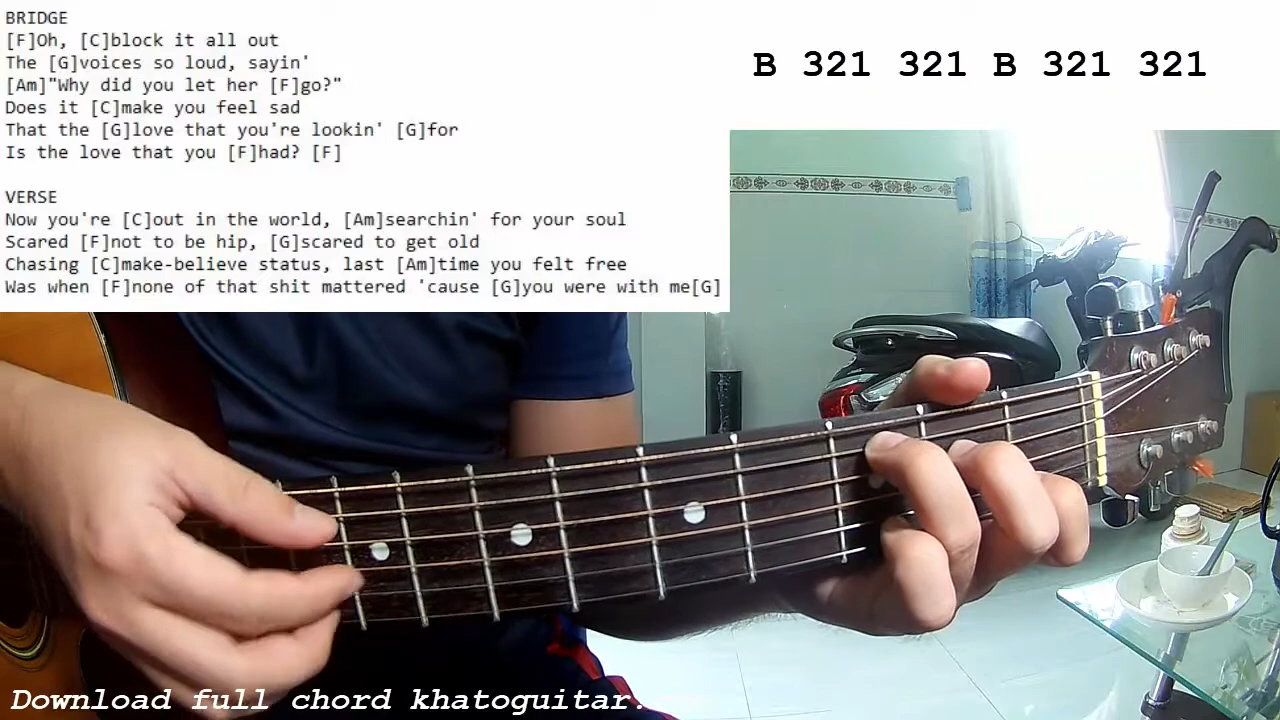 BRIDGE
[F]Oh, [C]block it all out
The [G]voices so loud, sayin'
[Am]"Why did you let her [F]go?"
Does it [C]make you feel sad
That the [G]love that you're lookin' [G]for
Is the love that you [F]had? [F]
VERSE
Now you're [C]out in the world, [Am]searchin' for your soul
Scared [F]not to be hip, [G]scared to get old
Chasing [C]make-believe status, last [Am]time you felt free
Was when [F]none of that shit mattered 'cause [G]you were with me[G]
B 321 321 B 321 321
Download full chord khatoguitar.